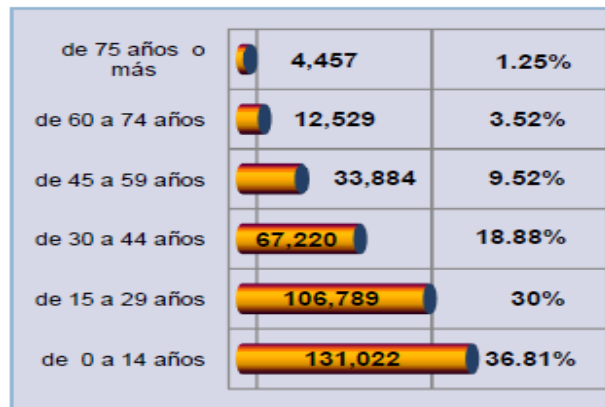 de 75 años o
más 4,457 1.25%
de 60 a 74 años 12,529 3.52%
de 45 a 59 años 33,884 9.52%
de 30 a 44 años 67,220 18.88%
de 15 a 29 años 106,789 30%
de 0 a 14 años 131,022 36.81%